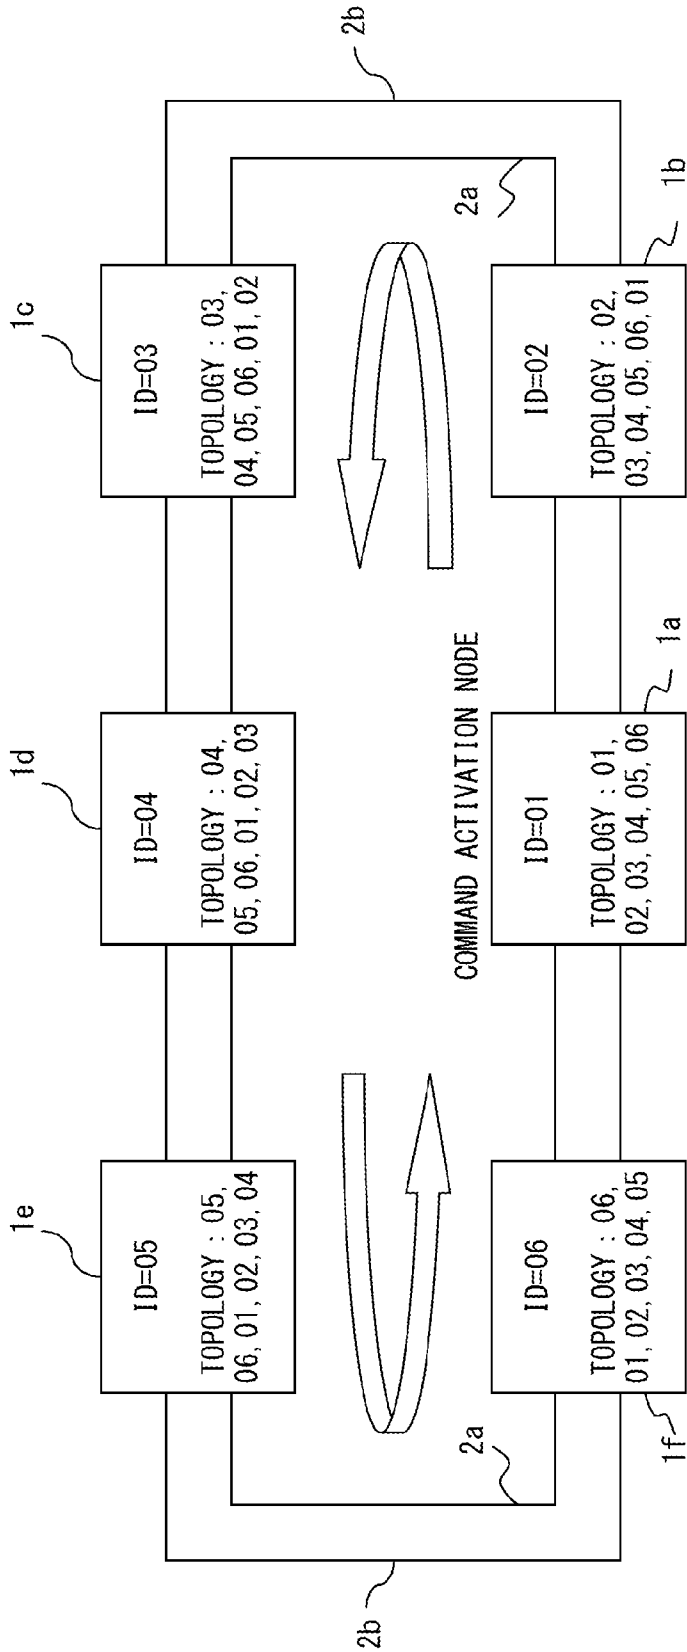 1e
1d
1c
ID=05
TOPOLOGY : 05,
06, 01, 02, 03, 04
ID=04
TOPOLOGY : 04,
05, 06, 01, 02, 03
ID=03
TOPOLOGY : 03,
04, 05, 06, 01, 02
2b
2b
2a
2a
COMMAND ACTIVATION NODE
ID=06
TOPOLOGY : 06,
01, 02, 03, 04, 05
ID=01
TOPOLOGY : 01,
02, 03, 04, 05, 06
ID=02
TOPOLOGY : 02,
03, 04, 05, 06, 01
1f
1a
1b